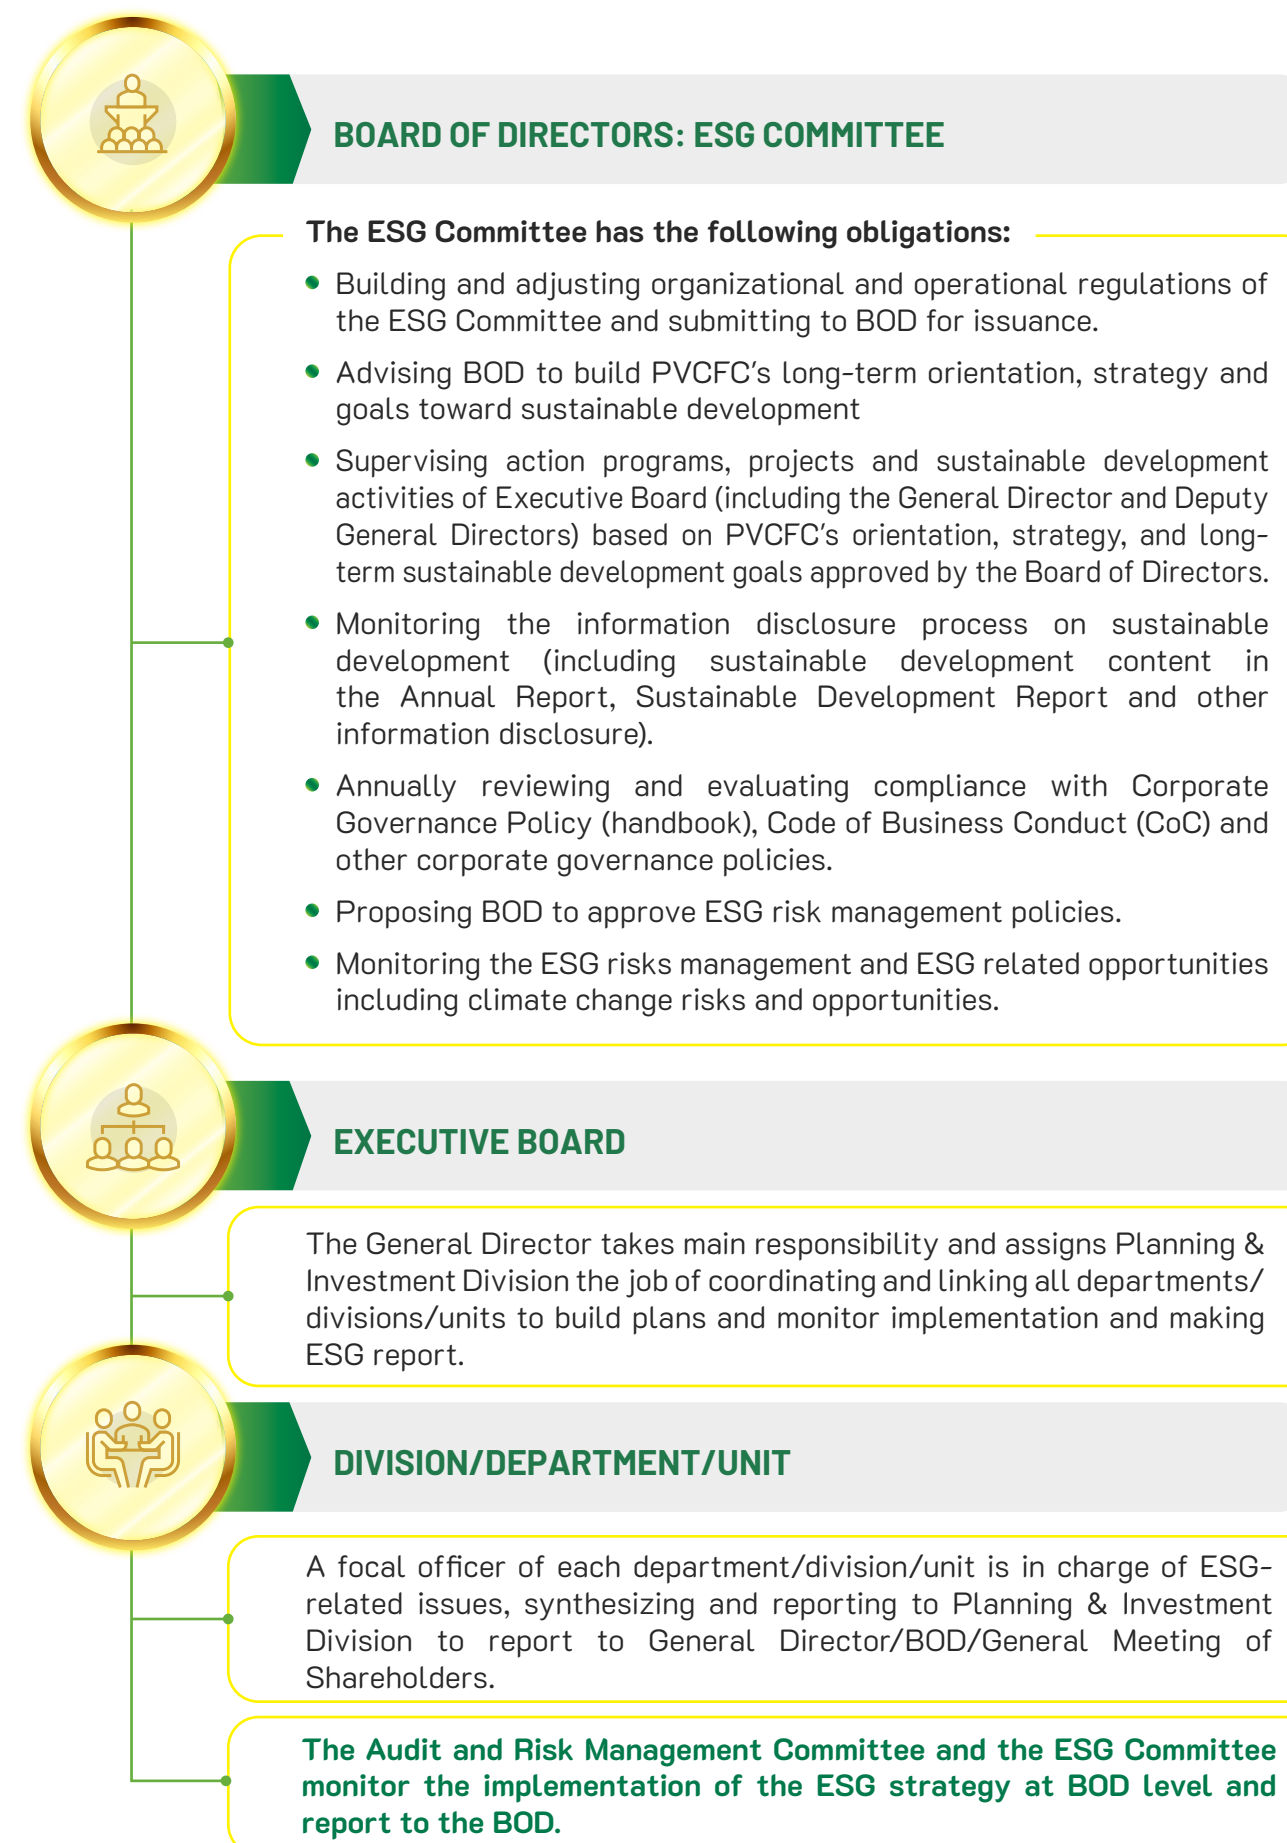 BOARD OF DIRECTORS: ESG COMMITTEE
The ESG Committee has the following obligations:
Building and adjusting organizational and operational regulations of
the ESG Committee and submitting to BOD for issuance.
Advising BOD to build PVCFC's long-term orientation, strategy and
goals toward sustainable development
Supervising action programs, projects and sustainable development
activities of Executive Board (including the General Director and Deputy
General Directors) based on PVCFC's orientation, strategy, and long-
term sustainable development goals approved by the Board of Directors.
Monitoring the information disclosure process on sustainable
development (including sustainable development content in
the Annual Report, Sustainable Development Report and other
information disclosure).
Annually reviewing and evaluating compliance with Corporate
Governance Policy (handbook), Code of Business Conduct (CoC) and
other corporate governance policies.
Proposing BOD to approve ESG risk management policies.
Monitoring the ESG risks management and ESG related opportunities
including climate change risks and opportunities.
EXECUTIVE BOARD
The General Director takes main responsibility and assigns Planning &
Investment Division the job of coordinating and linking all departments/
divisions/units to build plans and monitor implementation and making
ESG report.
DIVISION/DEPARTMENT/UNIT
A focal officer of each department/division/unit is in charge of ESG-
related issues, synthesizing and reporting to Planning & Investment
Division to report to General Director/BOD/General Meeting of
Shareholders.
The Audit and Risk Management Committee and the ESG Committee
monitor the implementation of the ESG strategy at BOD level and
report to the BOD.